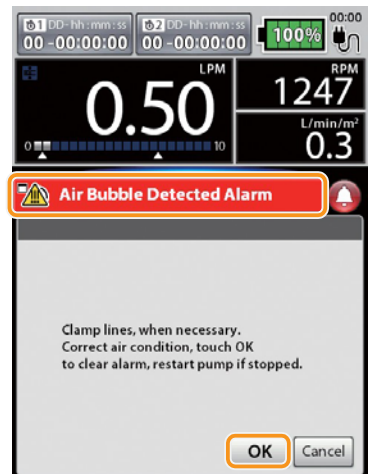 1 DD-hh:mm:ss 2 DD-hh:mm:ss 00:00
00 -00:00:00 00 -00:00:00 100%
LPM RPM
0.50 1247
0 10 L/min/m²
0.3
Air Bubble Detected Alarm
Clamp lines, when necessary.
Correct air condition, touch OK
to clear alarm, restart pump if stopped.
OK Cancel